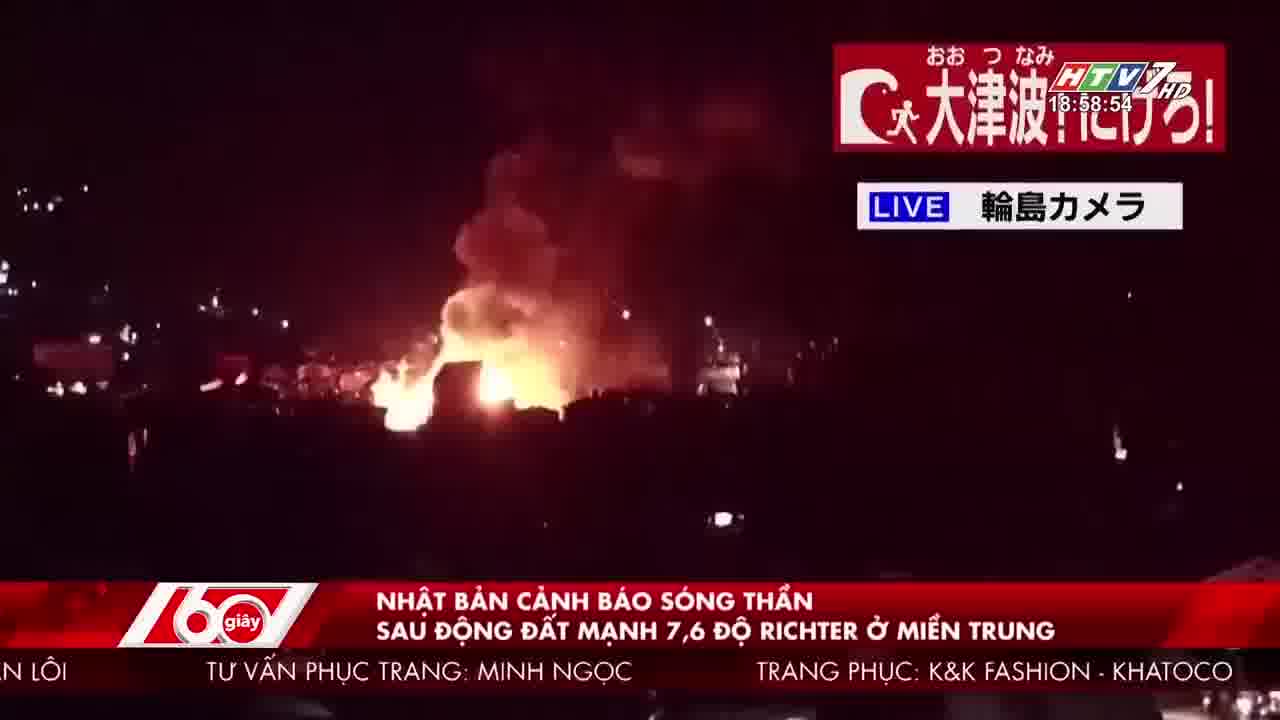 おお つ なみ
大津波!にげろ!
HTV7HD
18:58:54
LIVE 輪島カメラ
60 giây
NHẬT BẢN CẢNH BÁO SÓNG THẦN
SAU ĐỘNG ĐẤT MẠNH 7,6 ĐỘ RICHTER Ở MIỀN TRUNG
ÂN LÔI TƯ VẤN PHỤC TRANG: MINH NGỌC TRANG PHỤC: K&K FASHION - KHATOCO